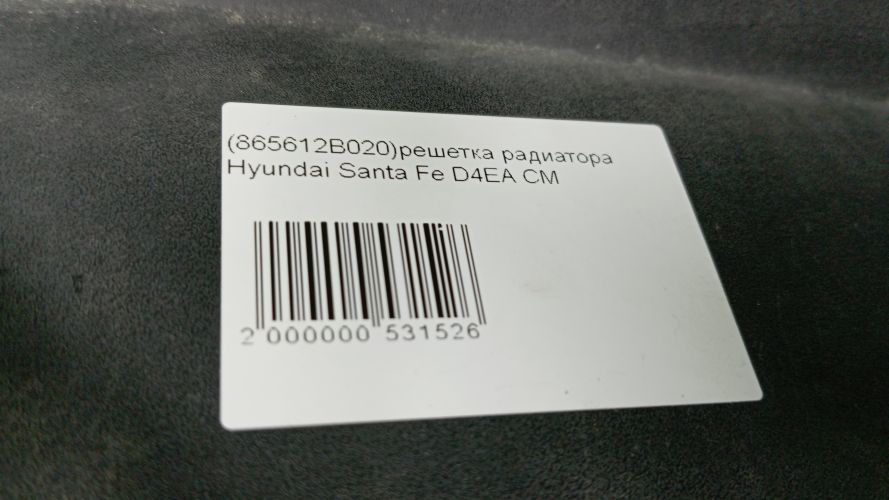 (865612B020)решетка радиатора
Hyundai Santa Fe D4EA CM
2 000000 531526